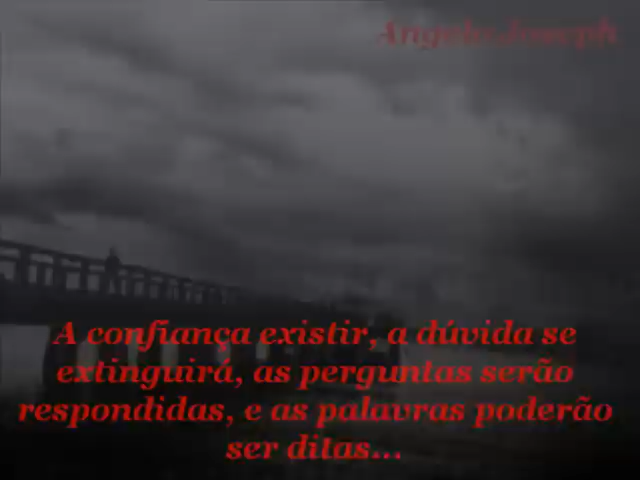 Angelo Joseph
A confiança existir, a dúvida se
extinguirá, as perguntas serão
respondidas, e as palavras poderão
ser ditas...